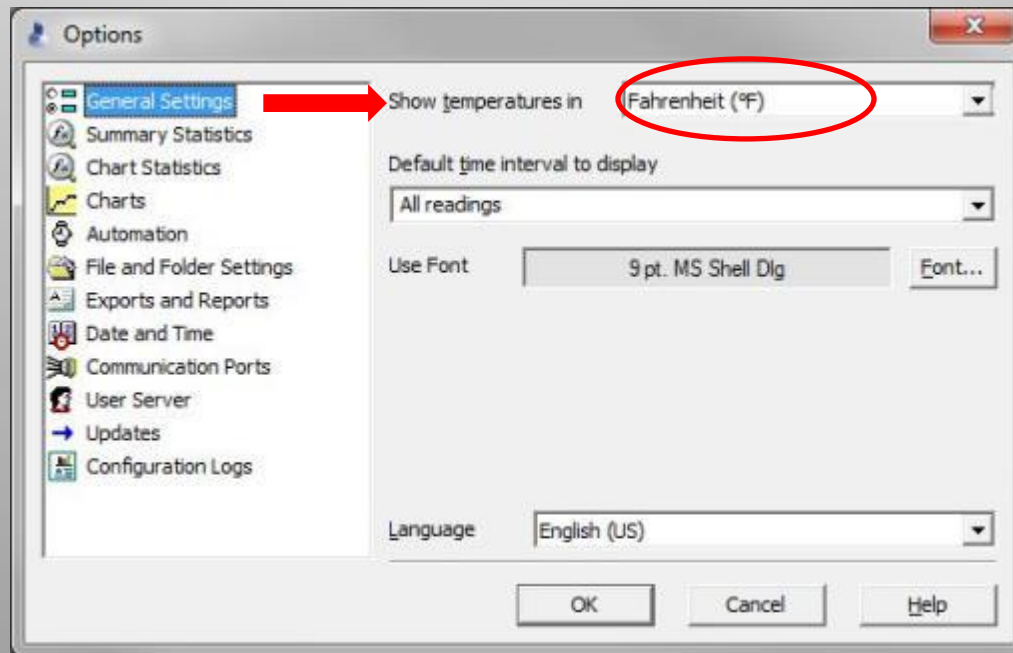 Options
General Settings
Summary Statistics
Chart Statistics
Charts
Automation
File and Folder Settings
Exports and Reports
Date and Time
Communication Ports
User Server
Updates
Configuration Logs
Show temperatures in Fahrenheit (°F)
Default time interval to display
All readings
Use Font 9 pt. MS Shell Dlg Font...
Language English (US)
OK Cancel Help